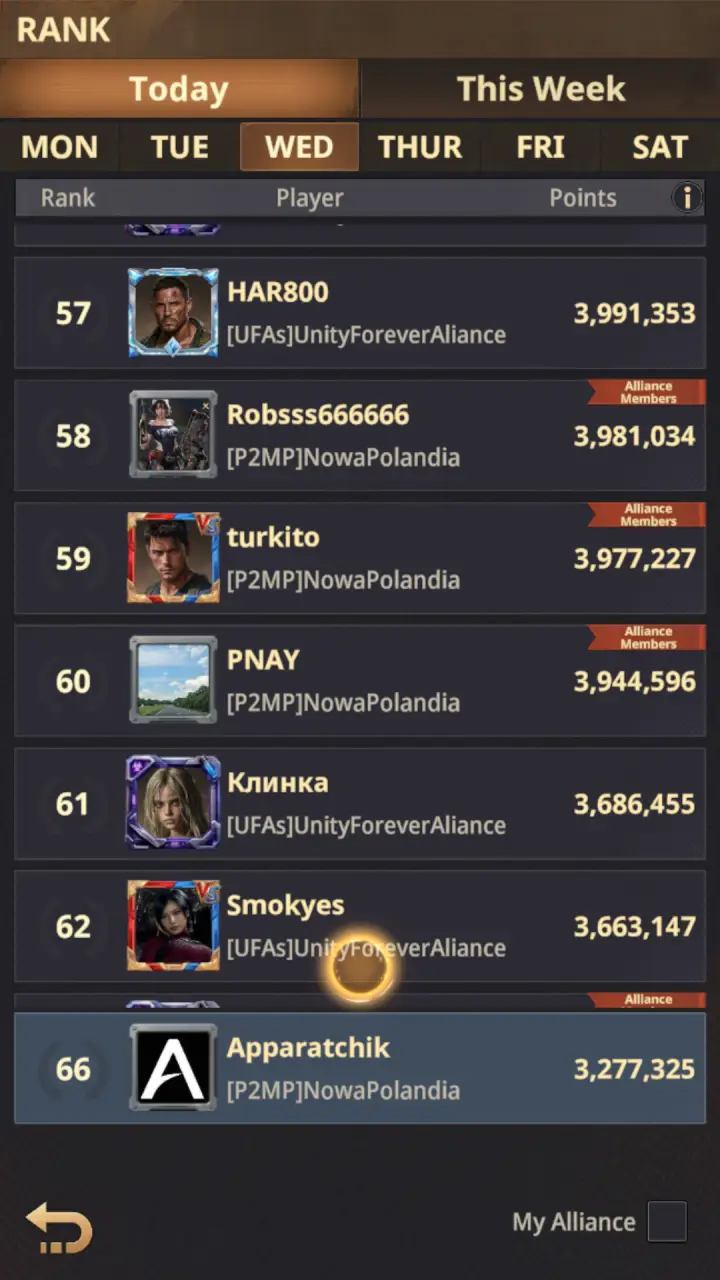 RANK
Today
This Week
MON TUE WED THUR FRI SAT
Rank Player Points i
57 HAR800 3,991,353
[UFAs]UnityForeverAliance
Alliance Members
58 Robsss666666 3,981,034
[P2MP]NowaPolandia
Alliance Members
59 turkito 3,977,227
[P2MP]NowaPolandia
Alliance Members
60 PNAY 3,944,596
[P2MP]NowaPolandia
61 Клинка 3,686,455
[UFAs]UnityForeverAliance
62 Smokyes 3,663,147
[UFAs]UnityForeverAliance
Alliance
66 Apparatchik 3,277,325
[P2MP]NowaPolandia
My Alliance